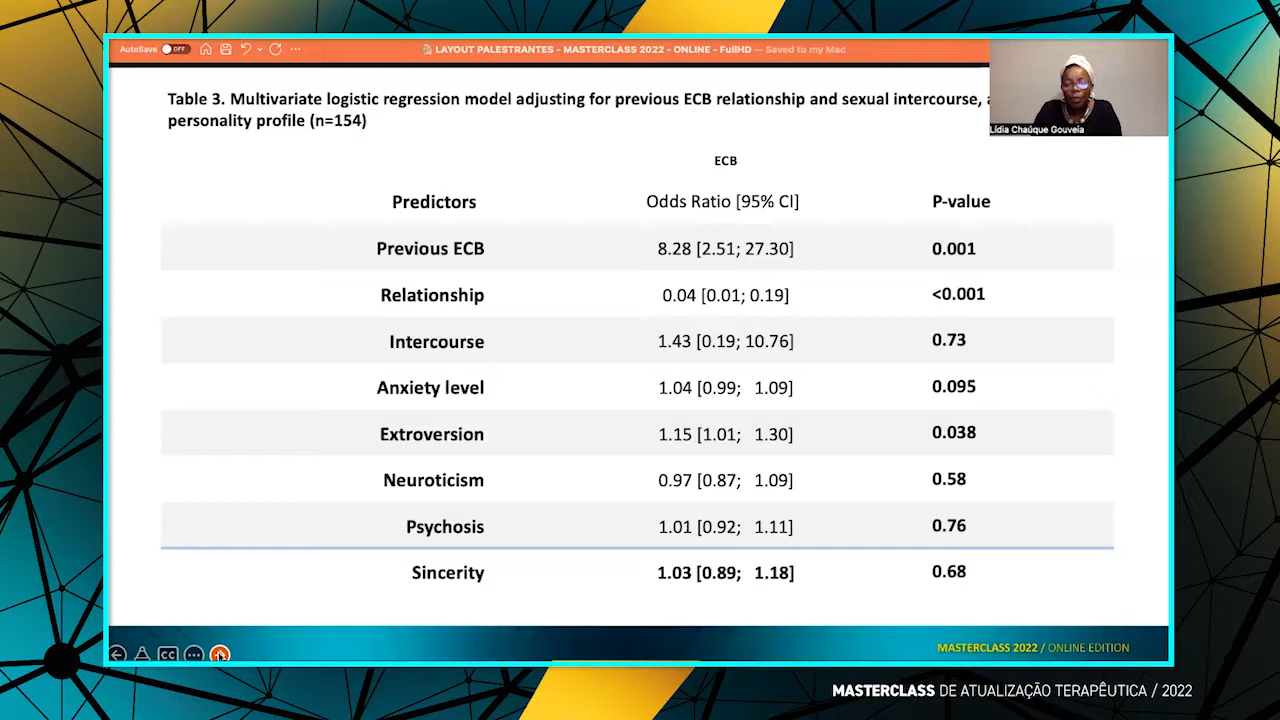 AutoSave OFF
LAYOUT PALESTRANTES - MASTERCLASS 2022 - ONLINE - FullHD — Saved to my Mac
Table 3. Multivariate logistic regression model adjusting for previous ECB relationship and sexual intercourse,
personality profile (n=154)
Lídia Chaúque Gouveia
ECB
Predictors Odds Ratio [95% CI] P-value
Previous ECB 8.28 [2.51; 27.30] 0.001
Relationship 0.04 [0.01; 0.19] <0.001
Intercourse 1.43 [0.19; 10.76] 0.73
Anxiety level 1.04 [0.99; 1.09] 0.095
Extroversion 1.15 [1.01; 1.30] 0.038
Neuroticism 0.97 [0.87; 1.09] 0.58
Psychosis 1.01 [0.92; 1.11] 0.76
Sincerity 1.03 [0.89; 1.18] 0.68
CC
MASTERCLASS 2022 / ONLINE EDITION
MASTERCLASS DE ATUALIZAÇÃO TERAPÊUTICA / 2022